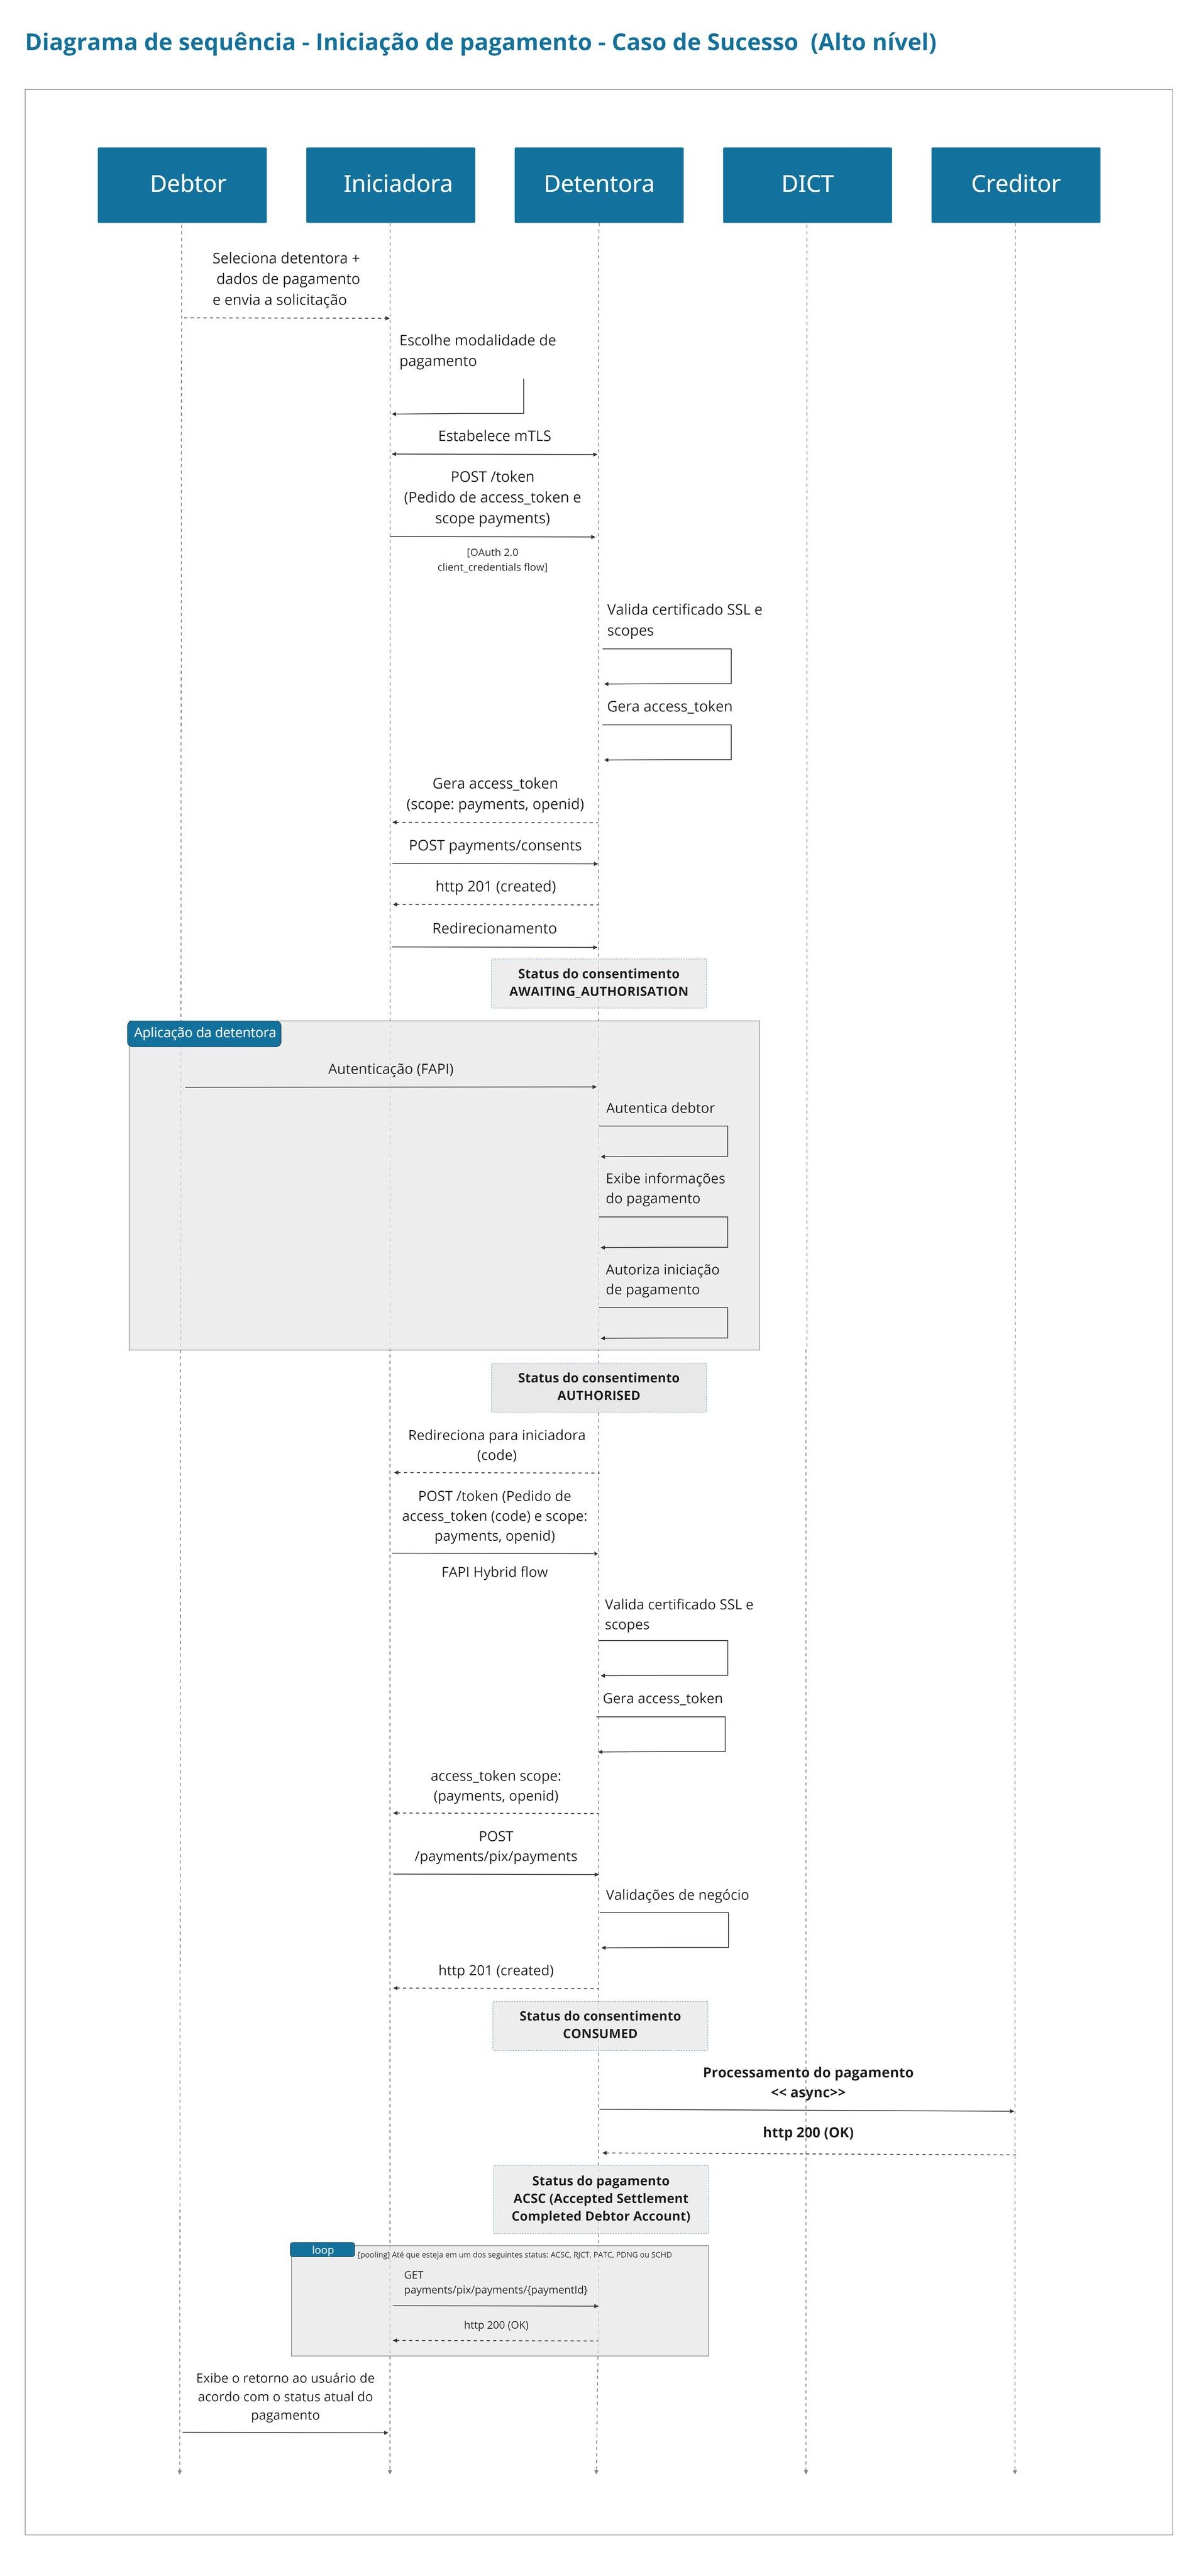 Diagrama de sequência - Iniciação de pagamento - Caso de Sucesso  (Alto nível)
Debtor
Iniciadora
Detentora
DICT
Creditor
Seleciona detentora +
dados de pagamento
e envia a solicitação
Escolhe modalidade de
pagamento
Estabelece mTLS
POST /token
(Pedido de access_token e
scope payments)
[OAuth 2.0
client_credentials flow]
Valida certificado SSL e
scopes
Gera access_token
Gera access_token
(scope: payments, openid)
POST payments/consents
http 201 (created)
Redirecionamento
Status do consentimento
AWAITING_AUTHORISATION
Aplicação da detentora
Autenticação (FAPI)
Autentica debtor
Exibe informações
do pagamento
Autoriza iniciação
de pagamento
Status do consentimento
AUTHORISED
Redireciona para iniciadora
(code)
POST /token (Pedido de
access_token (code) e scope:
payments, openid)
FAPI Hybrid flow
Valida certificado SSL e
scopes
Gera access_token
access_token scope:
(payments, openid)
POST
/payments/pix/payments
Validações de negócio
http 201 (created)
Status do consentimento
CONSUMED
Processamento do pagamento
<< async>>
http 200 (OK)
Status do pagamento
ACSC (Accepted Settlement
Completed Debtor Account)
loop
[pooling] Até que esteja em um dos seguintes status: ACSC, RJCT, PATC, PDNG ou SCHD
GET
payments/pix/payments/{paymentId}
http 200 (OK)
Exibe o retorno ao usuário de
acordo com o status atual do
pagamento